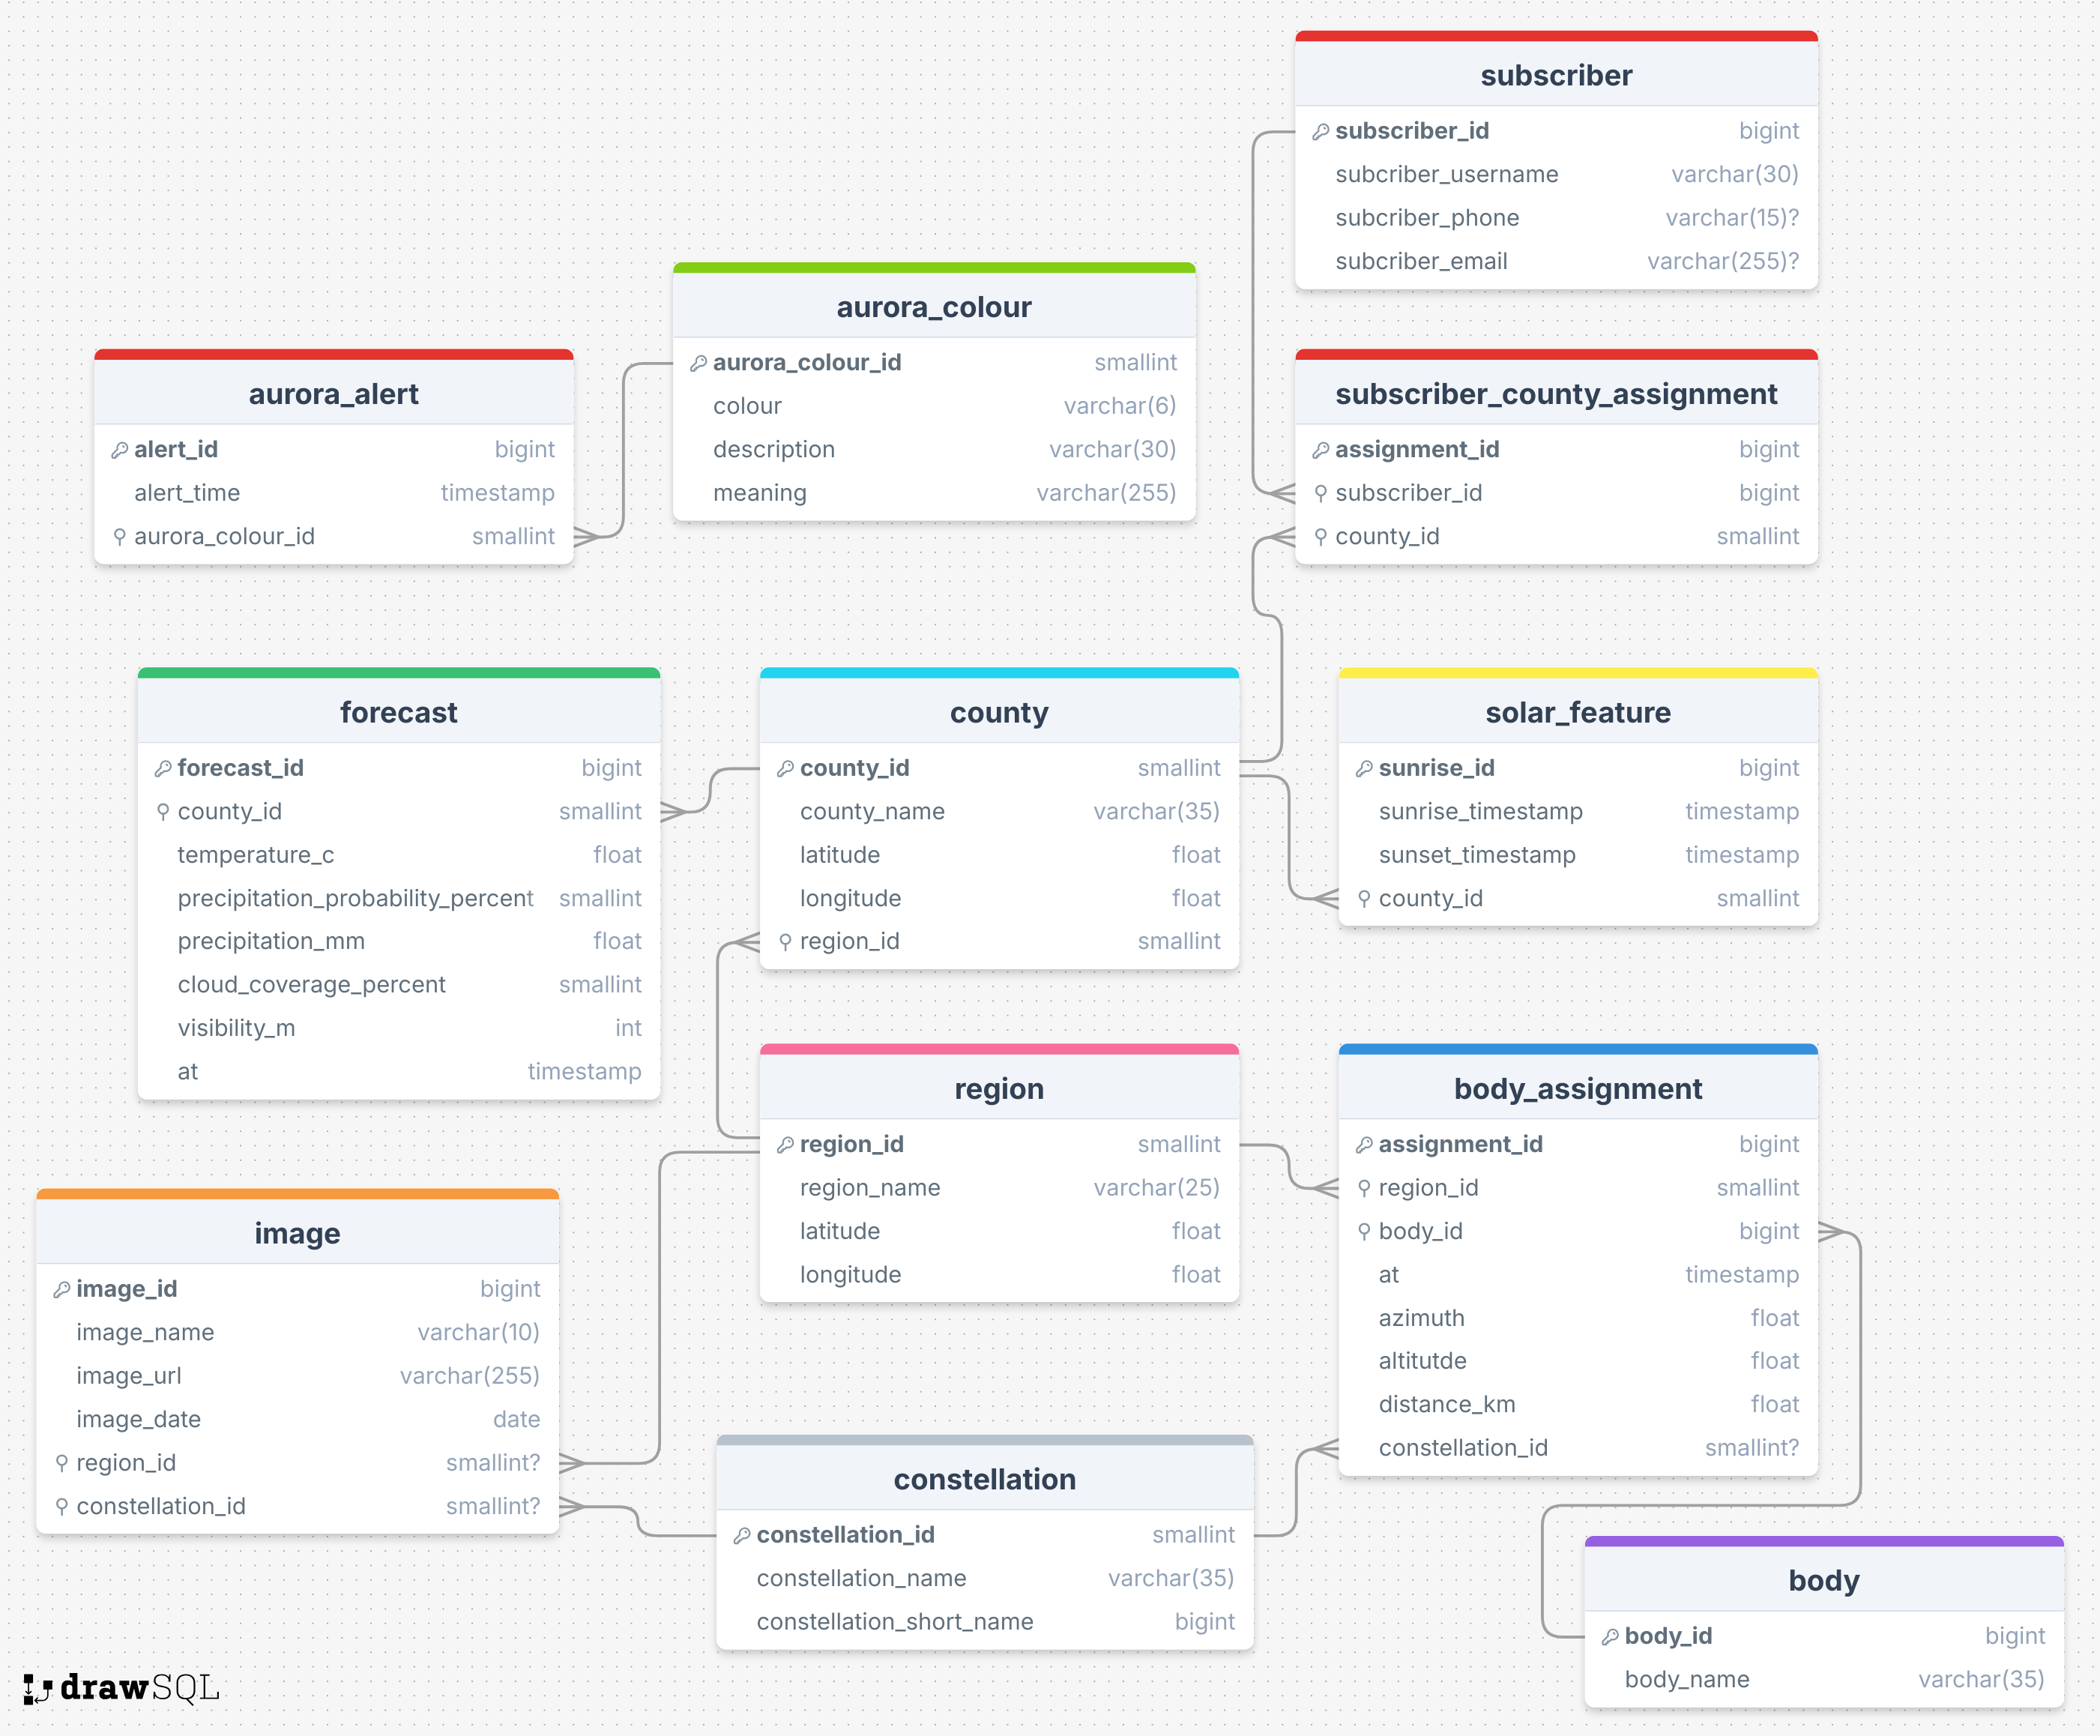 subscriber
subscriber_id bigint
subcriber_username varchar(30)
subcriber_phone varchar(15)?
subcriber_email varchar(255)?
aurora_colour
aurora_colour_id smallint
colour varchar(6)
description varchar(30)
meaning varchar(255)
aurora_alert
alert_id bigint
alert_time timestamp
aurora_colour_id smallint
subscriber_county_assignment
assignment_id bigint
subscriber_id bigint
county_id smallint
forecast
forecast_id bigint
county_id smallint
temperature_c float
precipitation_probability_percent smallint
precipitation_mm float
cloud_coverage_percent smallint
visibility_m int
at timestamp
county
county_id smallint
county_name varchar(35)
latitude float
longitude float
region_id smallint
solar_feature
sunrise_id bigint
sunrise_timestamp timestamp
sunset_timestamp timestamp
county_id smallint
region
region_id smallint
region_name varchar(25)
latitude float
longitude float
body_assignment
assignment_id bigint
region_id smallint
body_id bigint
at timestamp
azimuth float
altitutde float
distance_km float
constellation_id smallint?
image
image_id bigint
image_name varchar(10)
image_url varchar(255)
image_date date
region_id smallint?
constellation_id smallint?
constellation
constellation_id smallint
constellation_name varchar(35)
constellation_short_name bigint
body
body_id bigint
body_name varchar(35)
drawSQL